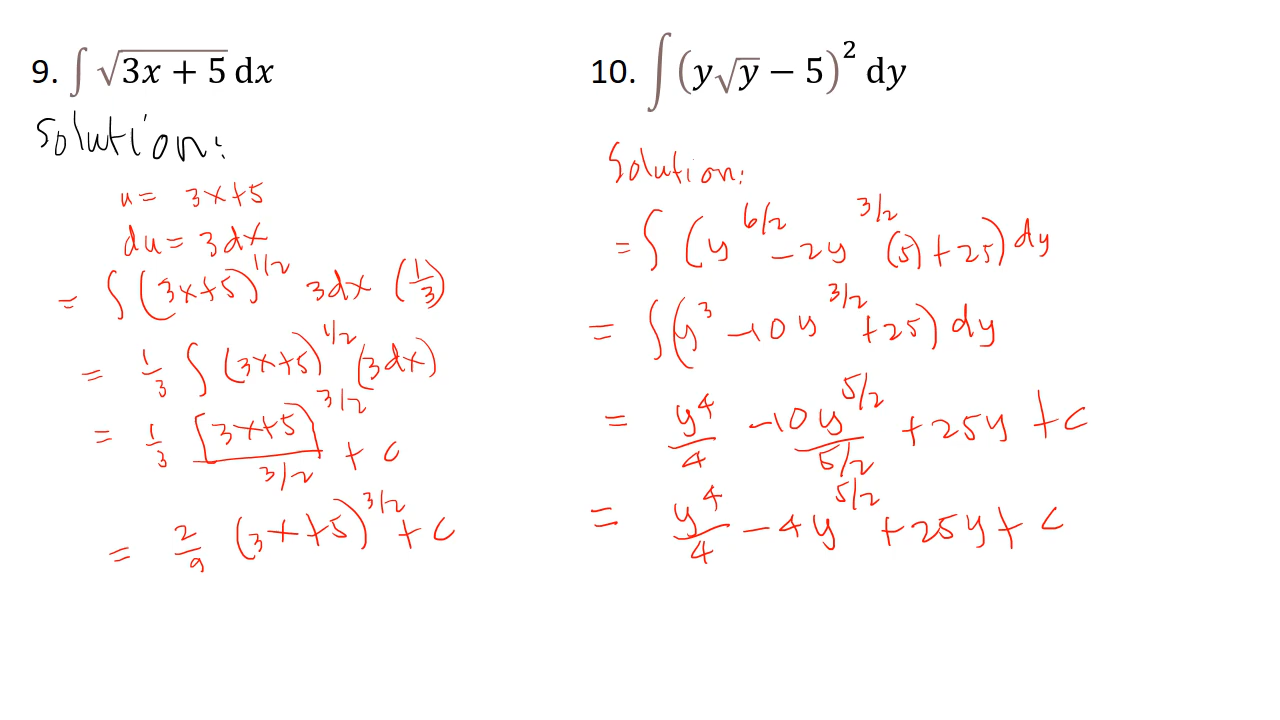 9. ∫ √(3x + 5) dx
Solution:
u = 3x+5
du = 3dx
= ∫ (3x+5)^1/2 3dx (1/3)
= 1/3 ∫ (3x+5)^1/2 (3dx)
= 1/3 [3x+5]^3/2 / 3/2 + c
= 2/9 (3x+5)^3/2 + c
10. ∫ (y√y − 5)² dy
Solution:
= ∫ (y^6/2 − 2y^3/2 (5) + 25) dy
= ∫ (y³ − 10y^3/2 + 25) dy
= y⁴/4 − 10y^5/2 / 5/2 + 25y + c
= y⁴/4 − 4y^5/2 + 25y + c